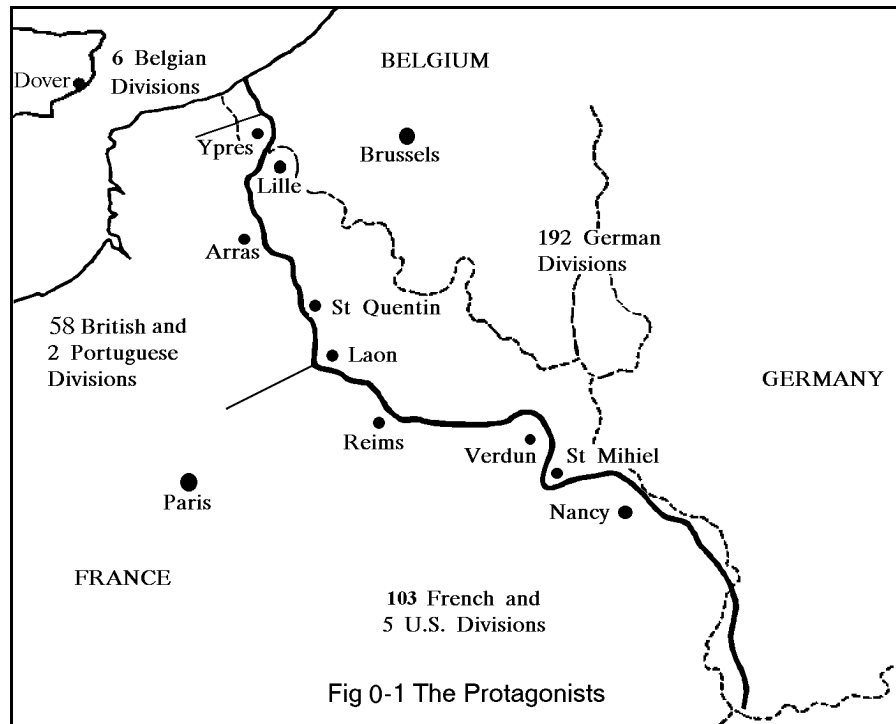 6 Belgian
Divisions
BELGIUM
Dover
Ypres
Brussels
Lille
Arras
192 German
Divisions
St Quentin
58 British and
2 Portuguese
Divisions
Laon
GERMANY
Reims
Verdun
St Mihiel
Paris
Nancy
FRANCE
103 French and
5 U.S. Divisions
Fig 0-1 The Protagonists